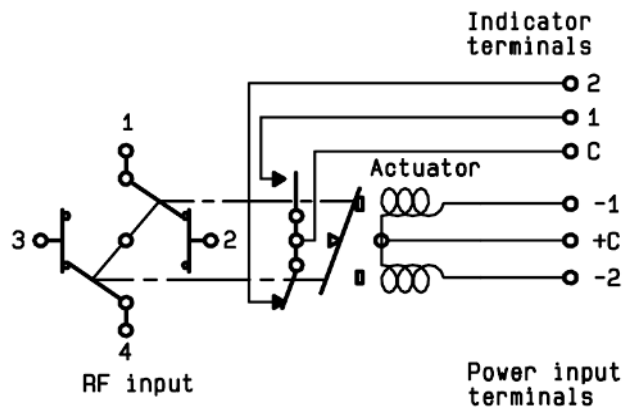 Indicator
terminals
2
1
1
C
Actuator
-1
3
2
+C
-2
4
RF input
Power input
terminals